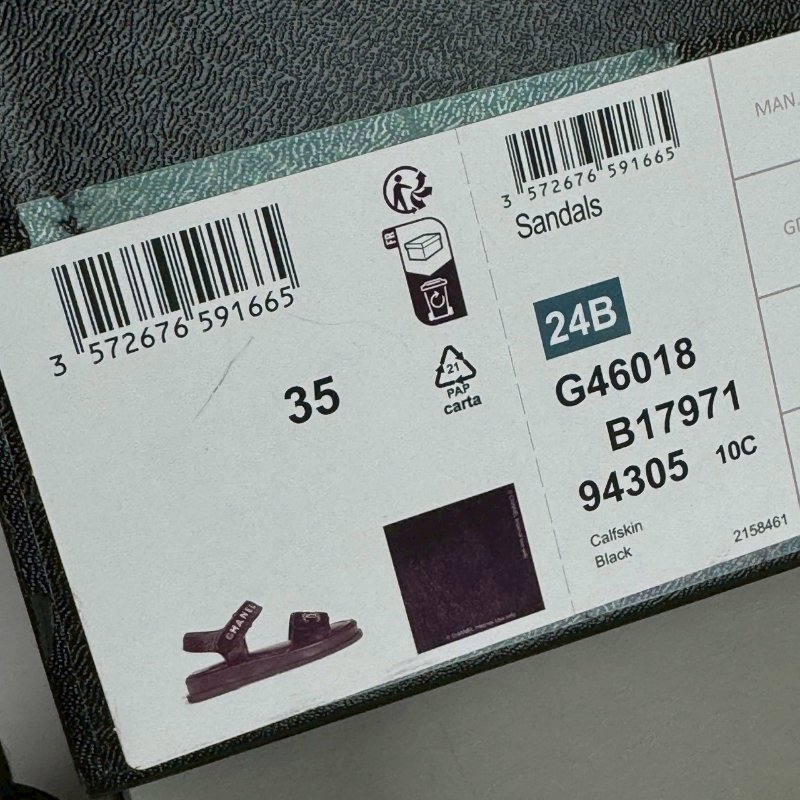 3 572676 591665
35
FR
21
PAP
carta
CHANEL
3 572676 591665
Sandals
24B
G46018
B17971
94305 10C
Calfskin
Black
2158461
MAN